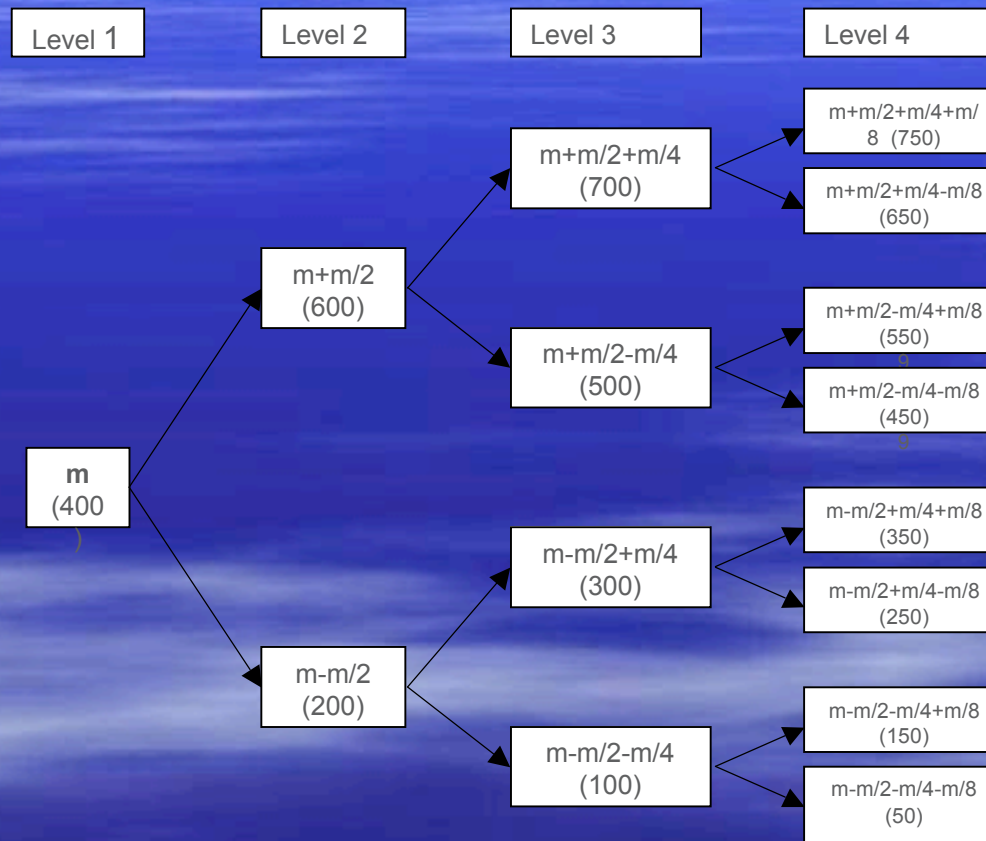 Level 1
Level 2
Level 3
Level 4
m+m/2+m/4+m/
8 (750)
m+m/2+m/4
(700)
m+m/2+m/4-m/8
(650)
m+m/2
(600)
m+m/2-m/4+m/8
(550
9
m+m/2-m/4
(500)
m+m/2-m/4-m/8
(450
9
m
(400
)
m-m/2+m/4+m/8
(350)
m-m/2+m/4
(300)
m-m/2+m/4-m/8
(250)
m-m/2
(200)
m-m/2-m/4+m/8
(150)
m-m/2-m/4
(100)
m-m/2-m/4-m/8
(50)